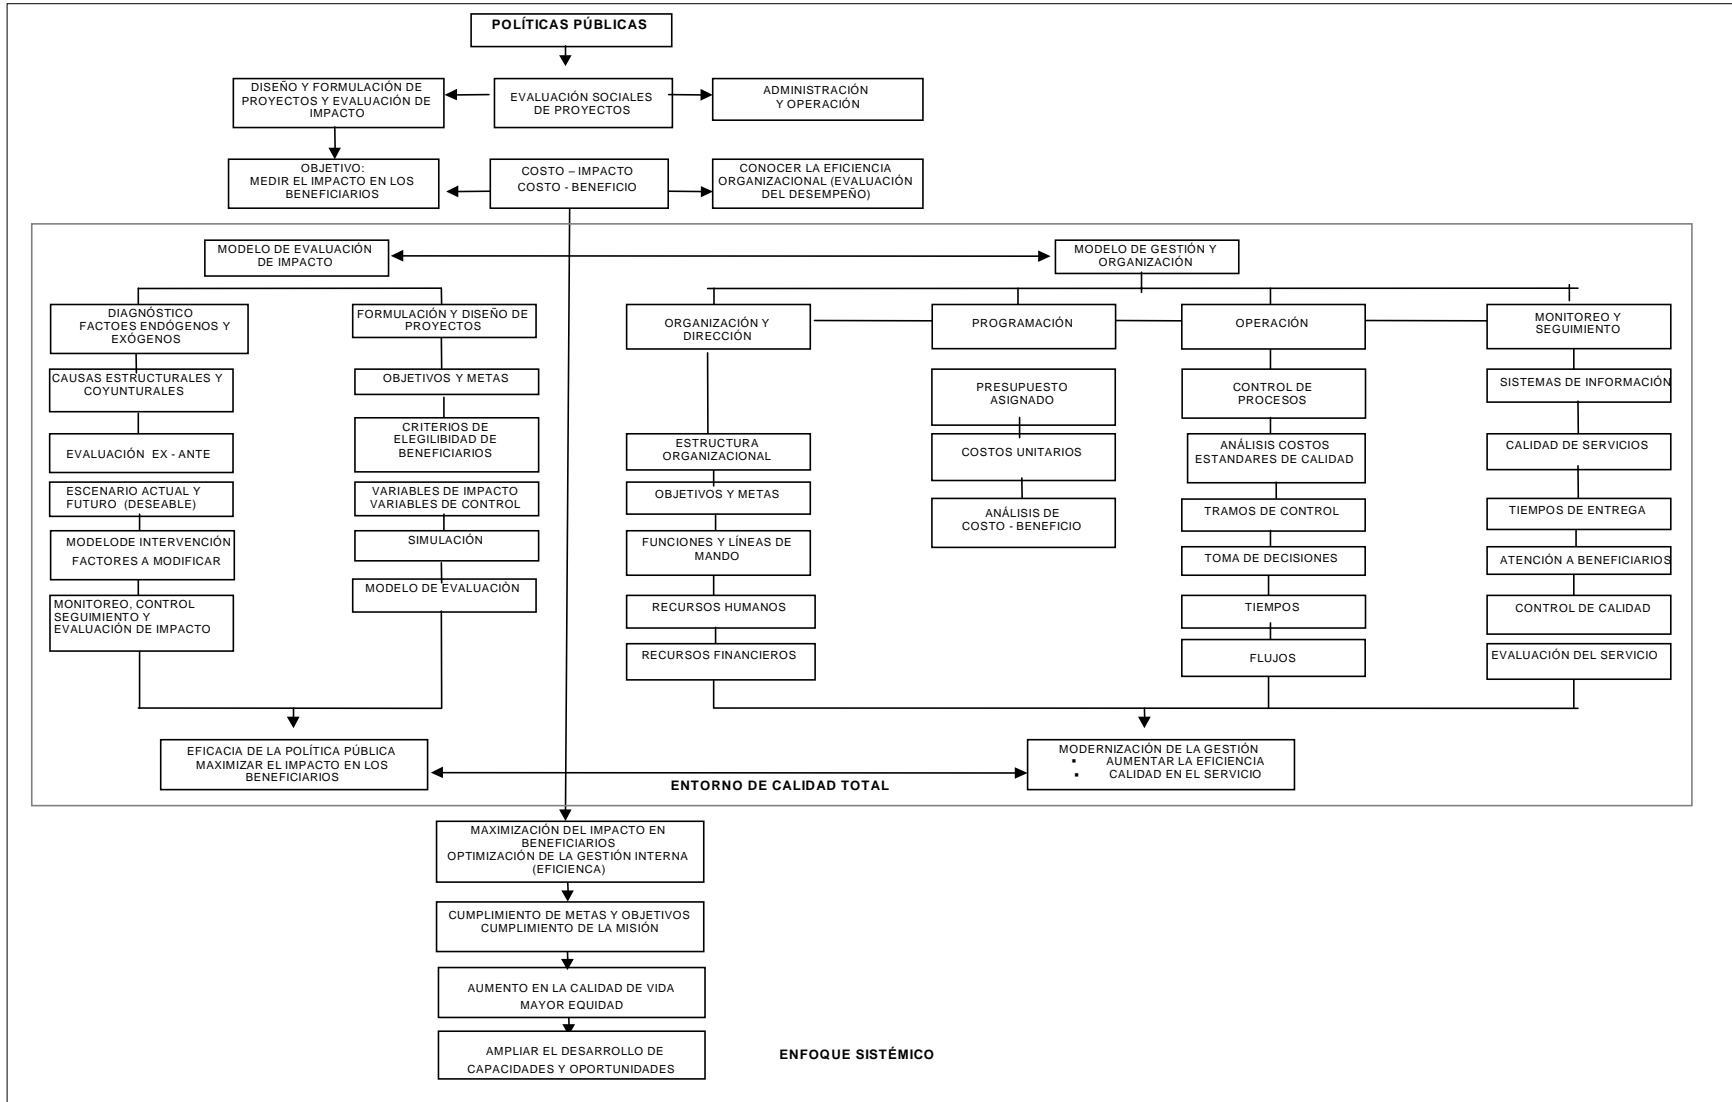 POLÍTICAS PÚBLICAS
DISEÑO Y FORMULACIÓN DE
PROYECTOS Y EVALUACIÓN DE
IMPACTO
EVALUACIÓN SOCIALES
DE PROYECTOS
ADMINISTRACIÓN
Y OPERACIÓN
OBJETIVO:
MEDIR EL IMPACTO EN LOS
BENEFICIARIOS
COSTO – IMPACTO
COSTO - BENEFICIO
CONOCER LA EFICIENCIA
ORGANIZACIONAL (EVALUACIÓN
DEL DESEMPEÑO)
MODELO DE EVALUACIÓN
DE IMPACTO
MODELO DE GESTIÓN Y
ORGANIZACIÓN
DIAGNÓSTICO
FACTOES ENDÓGENOS Y
EXÓGENOS
CAUSAS ESTRUCTURALES Y
COYUNTURALES
EVALUACIÓN EX - ANTE
ESCENARIO ACTUAL Y
FUTURO (DESEABLE)
MODELODE INTERVENCIÓN
FACTORES A MODIFICAR
MONITOREO, CONTROL
SEGUIMIENTO Y
EVALUACIÓN DE IMPACTO
FORMULACIÓN Y DISEÑO DE
PROYECTOS
OBJETIVOS Y METAS
CRITERIOS DE
ELEGILIBIDAD DE
BENEFICIARIOS
VARIABLES DE IMPACTO
VARIABLES DE CONTROL
SIMULACIÓN
MODELO DE EVALUACIÓN
ORGANIZACIÓN Y
DIRECCIÓN
ESTRUCTURA
ORGANIZACIONAL
OBJETIVOS Y METAS
FUNCIONES Y LÍNEAS DE
MANDO
RECURSOS HUMANOS
RECURSOS FINANCIEROS
PROGRAMACIÓN
PRESUPUESTO
ASIGNADO
COSTOS UNITARIOS
ANÁLISIS DE
COSTO - BENEFICIO
OPERACIÓN
CONTROL DE
PROCESOS
ANÁLISIS COSTOS
ESTANDARES DE CALIDAD
TRAMOS DE CONTROL
TOMA DE DECISIONES
TIEMPOS
FLUJOS
MONITOREO Y
SEGUIMIENTO
SISTEMAS DE INFORMACIÓN
CALIDAD DE SERVICIOS
TIEMPOS DE ENTREGA
ATENCIÓN A BENEFICIARIOS
CONTROL DE CALIDAD
EVALUACIÓN DEL SERVICIO
EFICACIA DE LA POLÍTICA PÚBLICA
MAXIMIZAR EL IMPACTO EN LOS
BENEFICIARIOS
MODERNIZACIÓN DE LA GESTIÓN
▪ AUMENTAR LA EFICIENCIA
▪ CALIDAD EN EL SERVICIO
ENTORNO DE CALIDAD TOTAL
MAXIMIZACIÓN DEL IMPACTO EN
BENEFICIARIOS
OPTIMIZACIÓN DE LA GESTIÓN INTERNA
(EFICIENCA)
CUMPLIMIENTO DE METAS Y OBJETIVOS
CUMPLIMIENTO DE LA MISIÓN
AUMENTO EN LA CALIDAD DE VIDA
MAYOR EQUIDAD
AMPLIAR EL DESARROLLO DE
CAPACIDADES Y OPORTUNIDADES
ENFOQUE SISTÉMICO